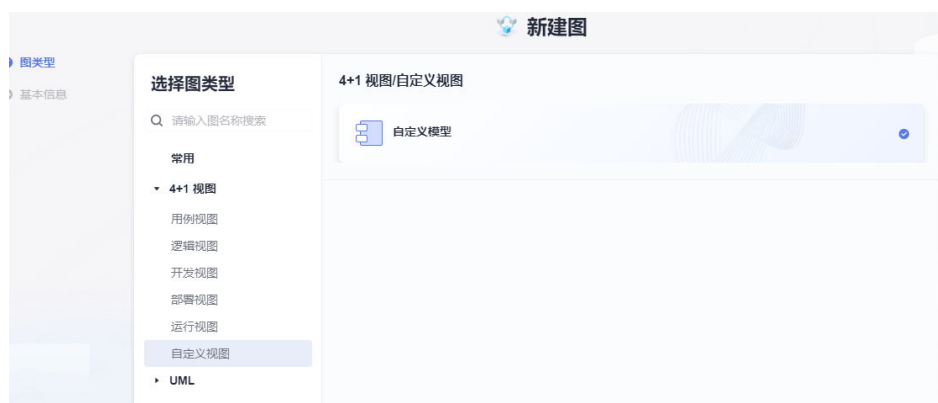 新建图
图类型
基本信息
选择图类型
请输入图名称搜索
常用
4+1 视图
用例视图
逻辑视图
开发视图
部署视图
运行视图
自定义视图
UML
4+1 视图/自定义视图
自定义模型